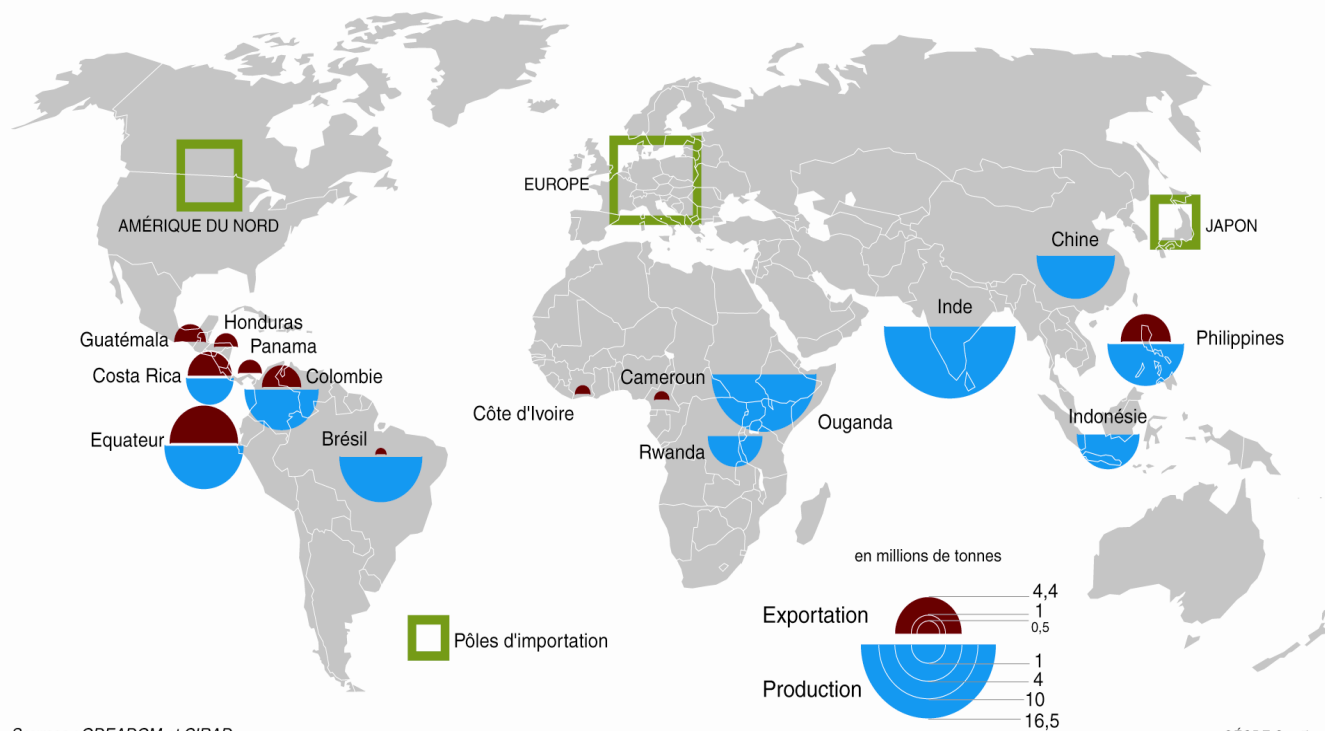 EUROPE
AMÉRIQUE DU NORD
JAPON
Chine
Inde
Honduras
Guatémala
Panama
Philippines
Costa Rica
Colombie
Cameroun
Côte d'Ivoire
Indonésie
Ouganda
Equateur
Brésil
Rwanda
en millions de tonnes
4,4
Exportation
1
0,5
Pôles d'importation
1
4
Production
10
16,5